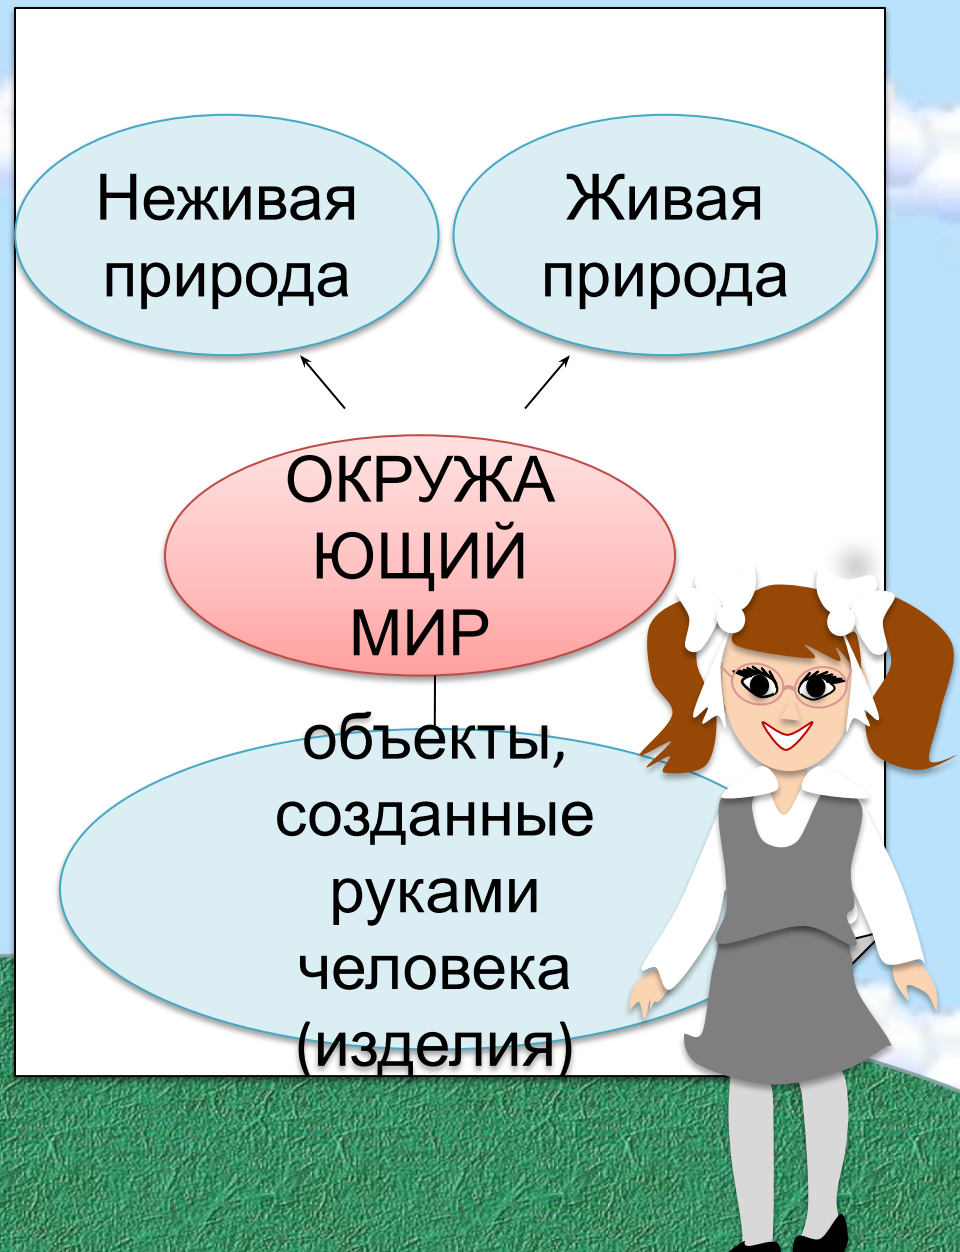 Неживая
природа
Живая
природа
ОКРУЖА
ЮЩИЙ
МИР
объекты,
созданные
руками
человека
(изделия)